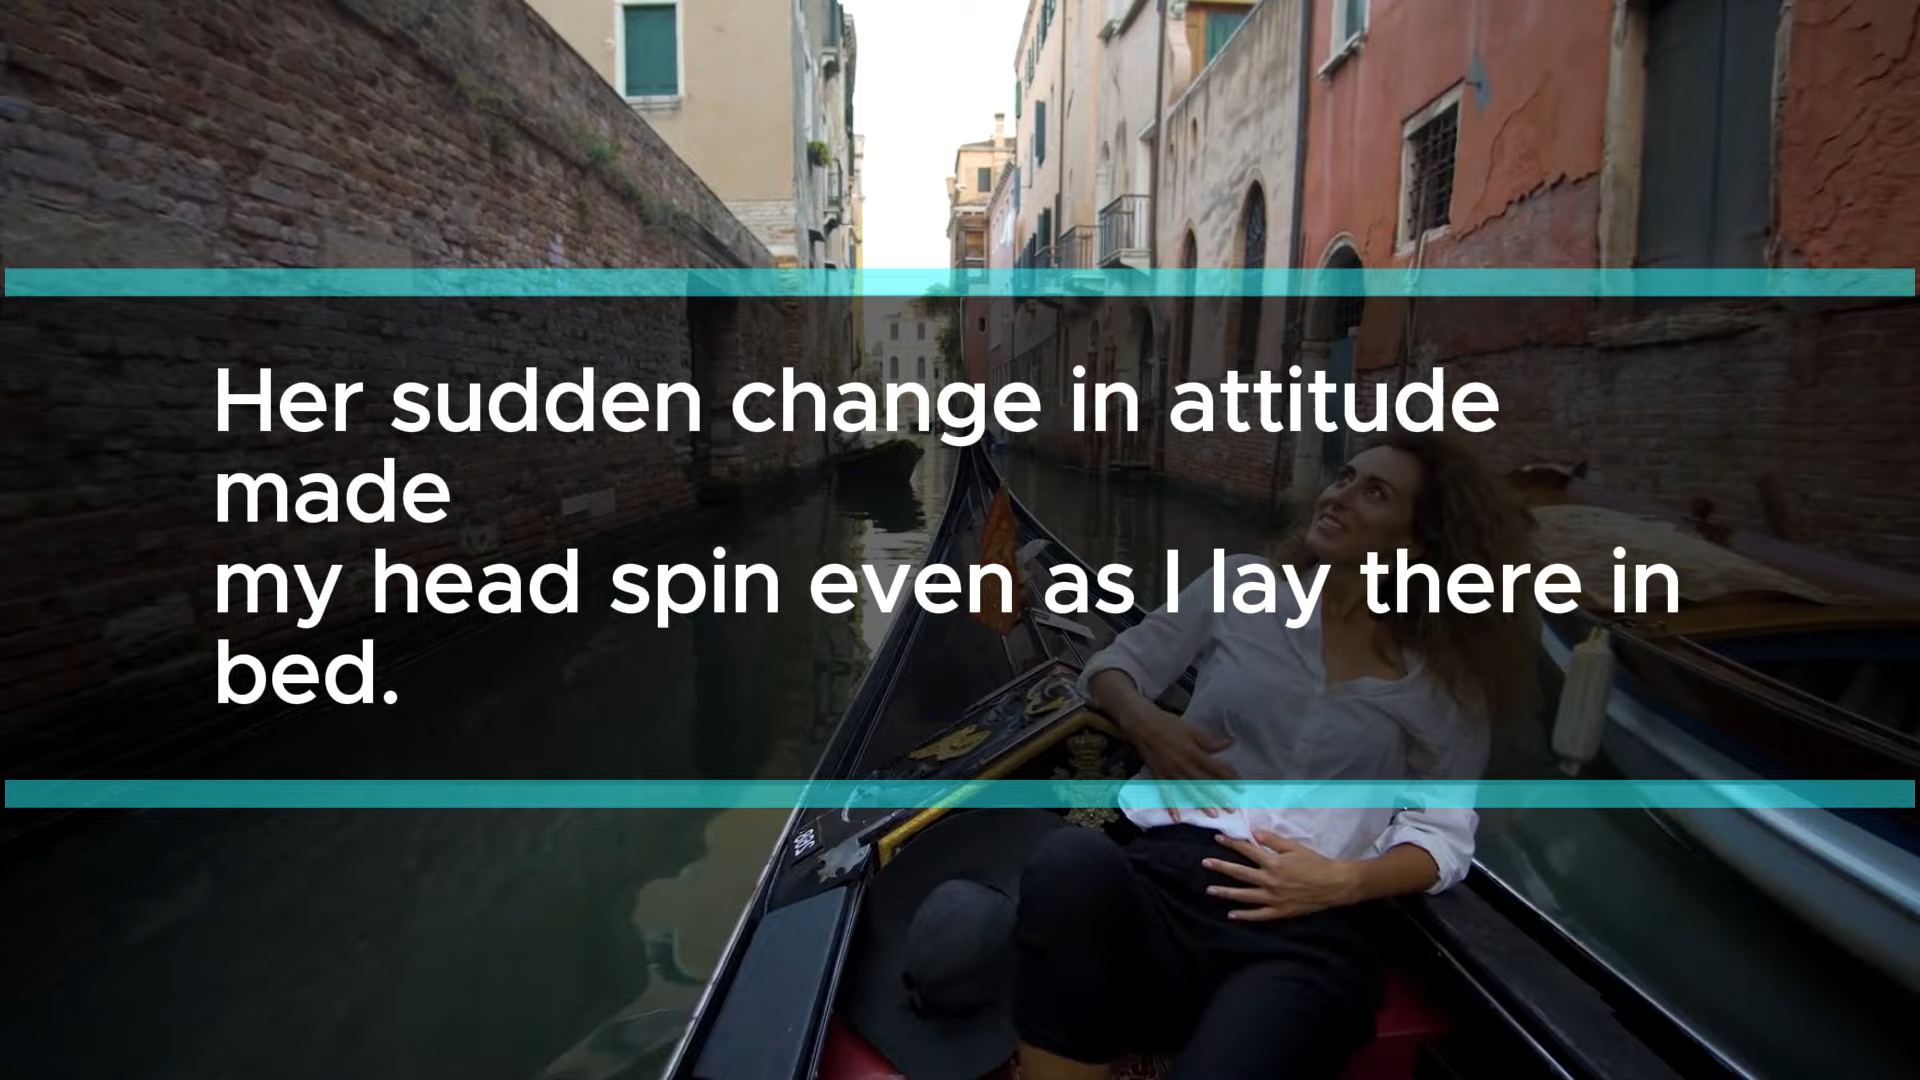 Her sudden change in attitude
made
my head spin even as I lay there in
bed.